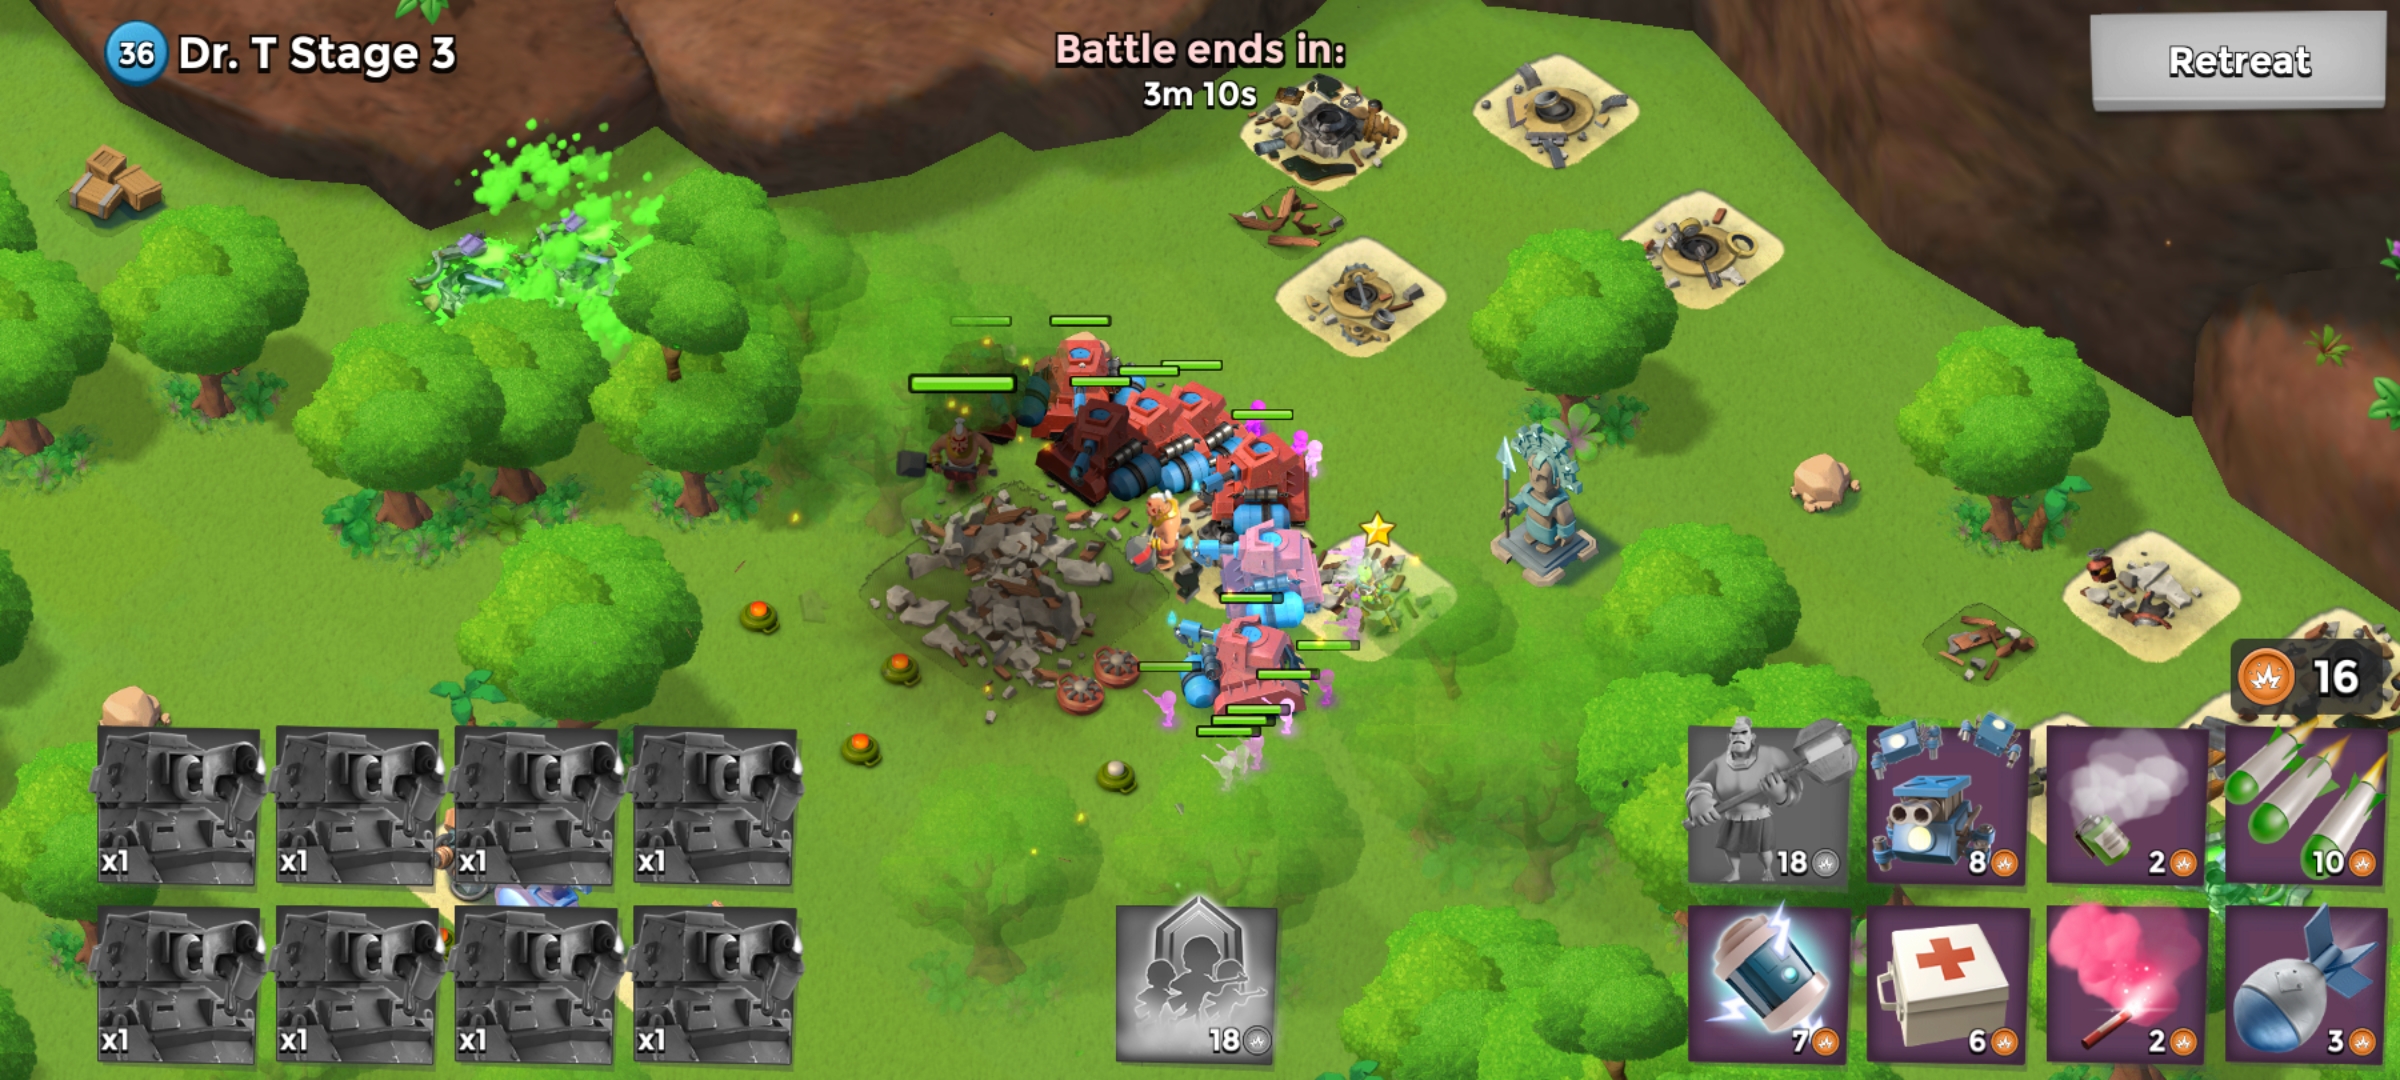 36 Dr. T Stage 3
Battle ends in:
3m 10s
Retreat
16
x1 x1 x1 x1
18 8 2 10
x1 x1 x1 x1
18
7 6 2 3